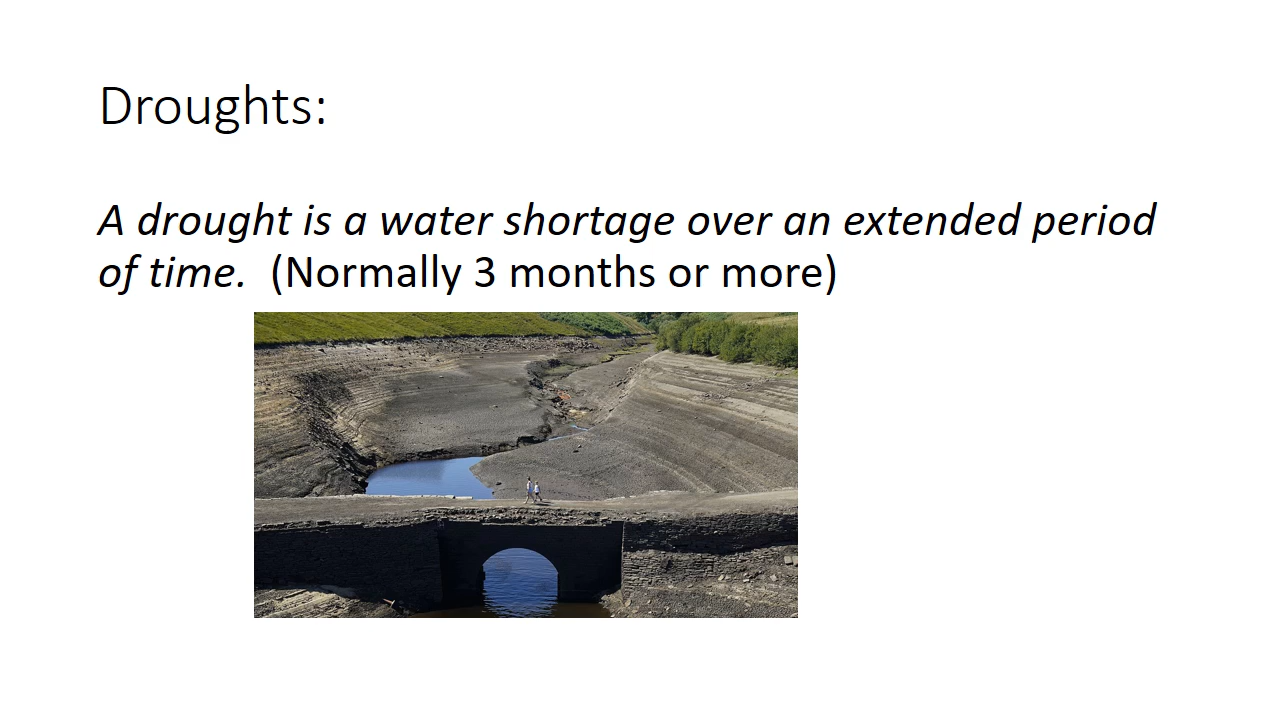 Droughts:
A drought is a water shortage over an extended period
of time.  (Normally 3 months or more)